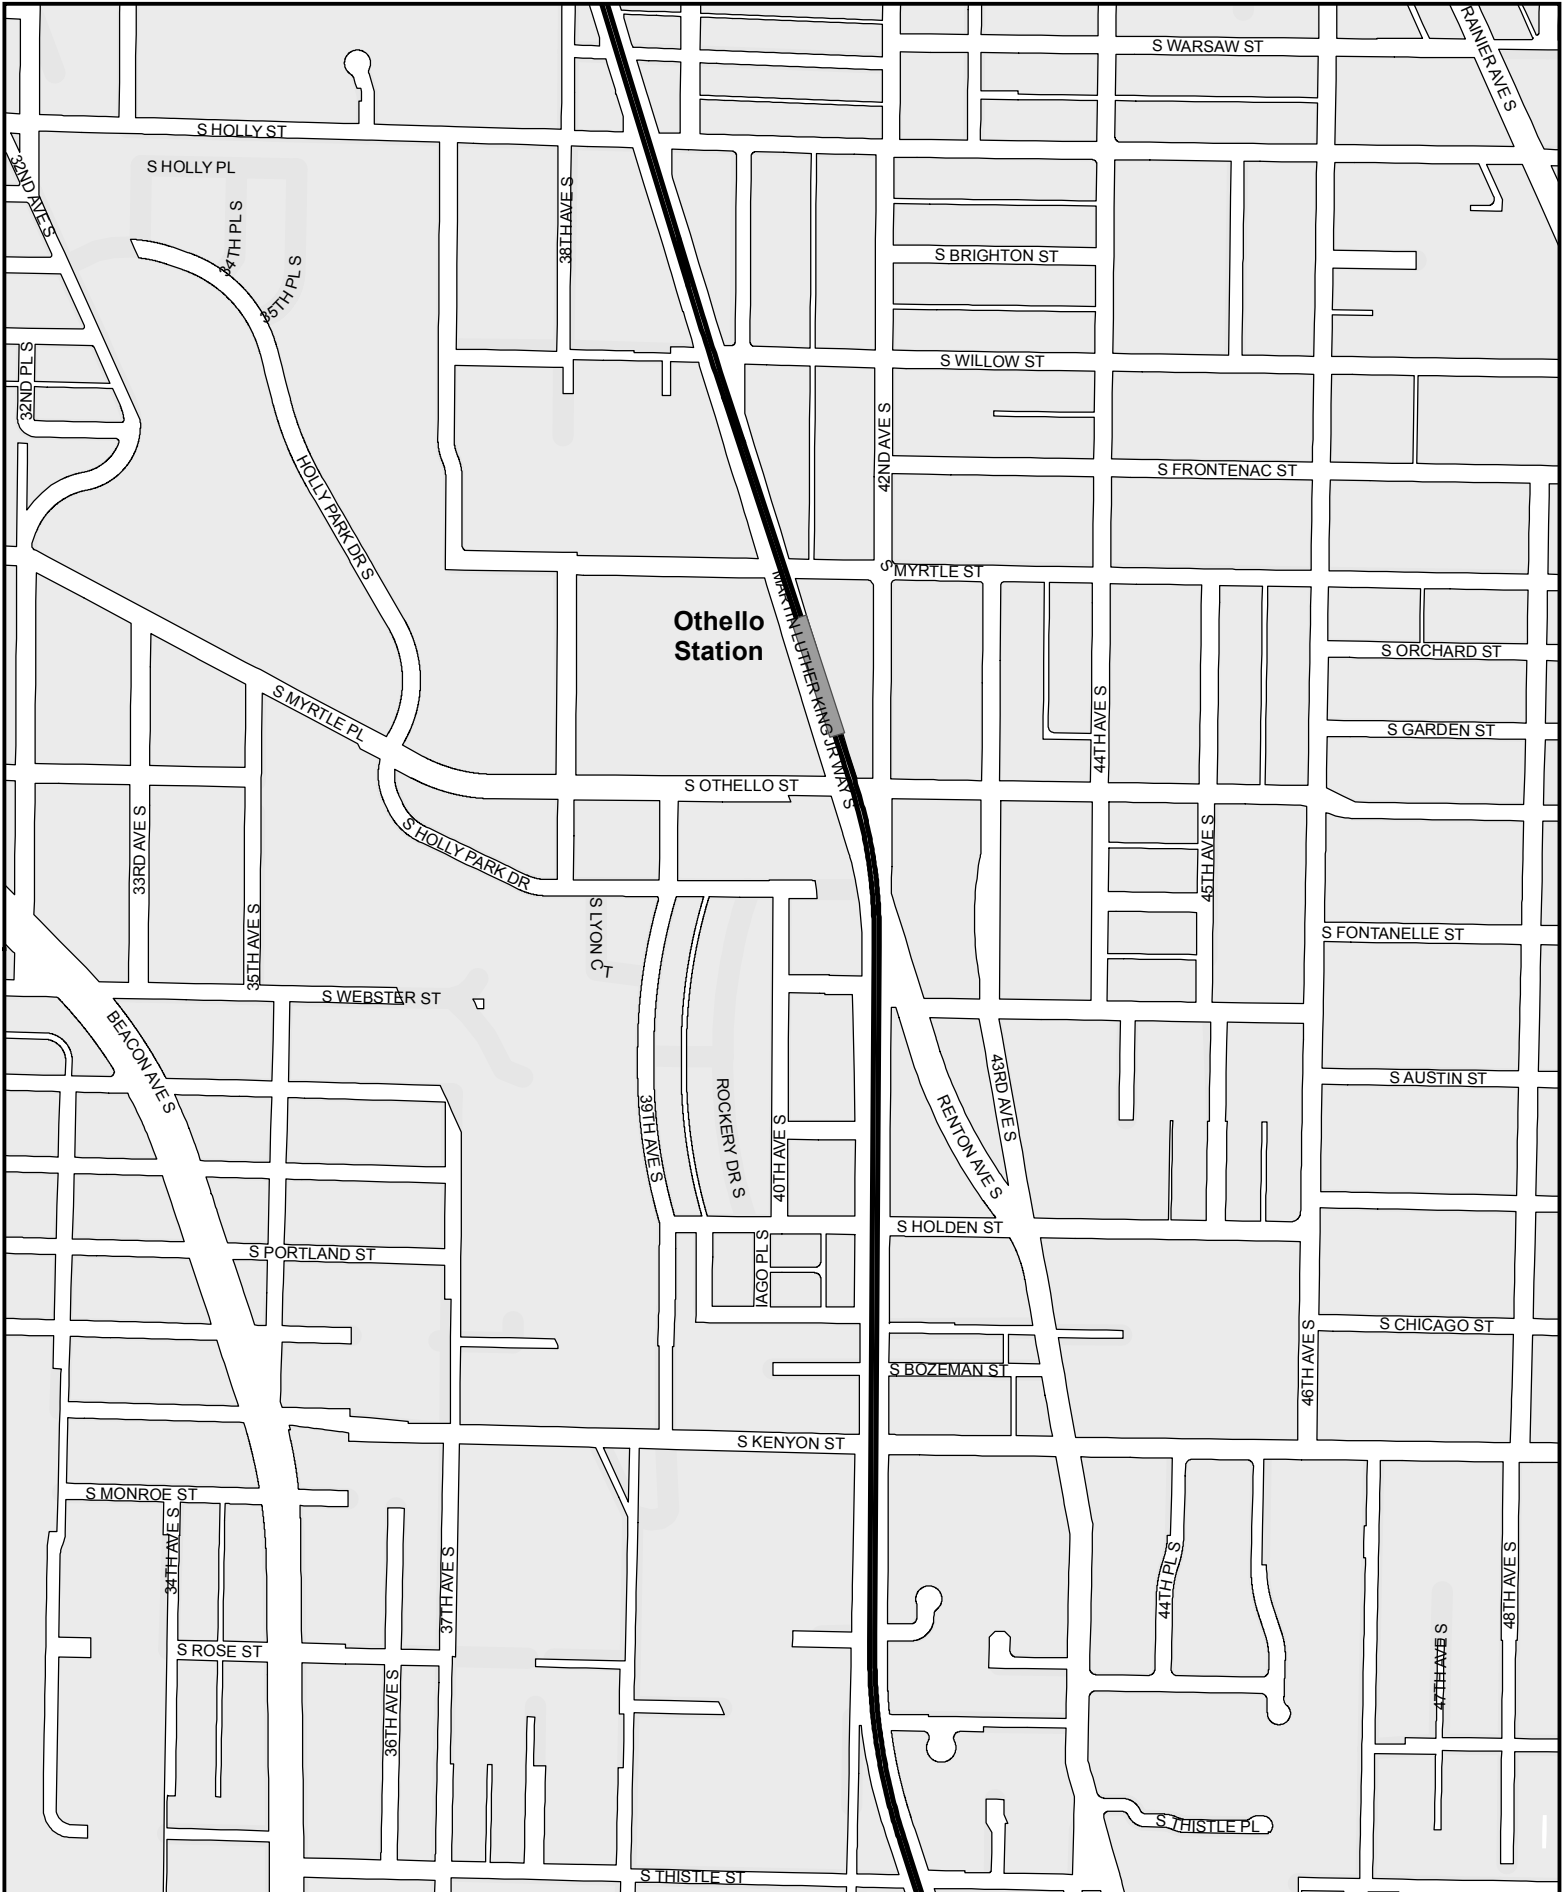 S WARSAW ST
RAINIER AVE S
S HOLLY ST
S HOLLY PL
32ND AVE S
34TH PL S
38TH AVE S
35TH PL S
S BRIGHTON ST
32ND PL S
S WILLOW ST
42ND AVE S
S FRONTENAC ST
HOLLY PARK DR S
S MYRTLE ST
Othello
Station
MARTIN LUTHER KING JR WAY S
S ORCHARD ST
S MYRTLE PL
44TH AVE S
S GARDEN ST
S OTHELLO ST
33RD AVE S
S HOLLY PARK DR
45TH AVE S
35TH AVE S
S LYON CT
S FONTANELLE ST
S WEBSTER ST
BEACON AVE S
43RD AVE S
S AUSTIN ST
39TH AVE S
ROCKERY DR S
40TH AVE S
RENTON AVE S
S HOLDEN ST
S PORTLAND ST
IAGO PL S
S CHICAGO ST
46TH AVE S
S BOZEMAN ST
S KENYON ST
S MONROE ST
34TH AVE S
37TH AVE S
44TH PL S
48TH AVE S
S ROSE ST
47TH AVE S
36TH AVE S
S THISTLE PL
S THISTLE ST